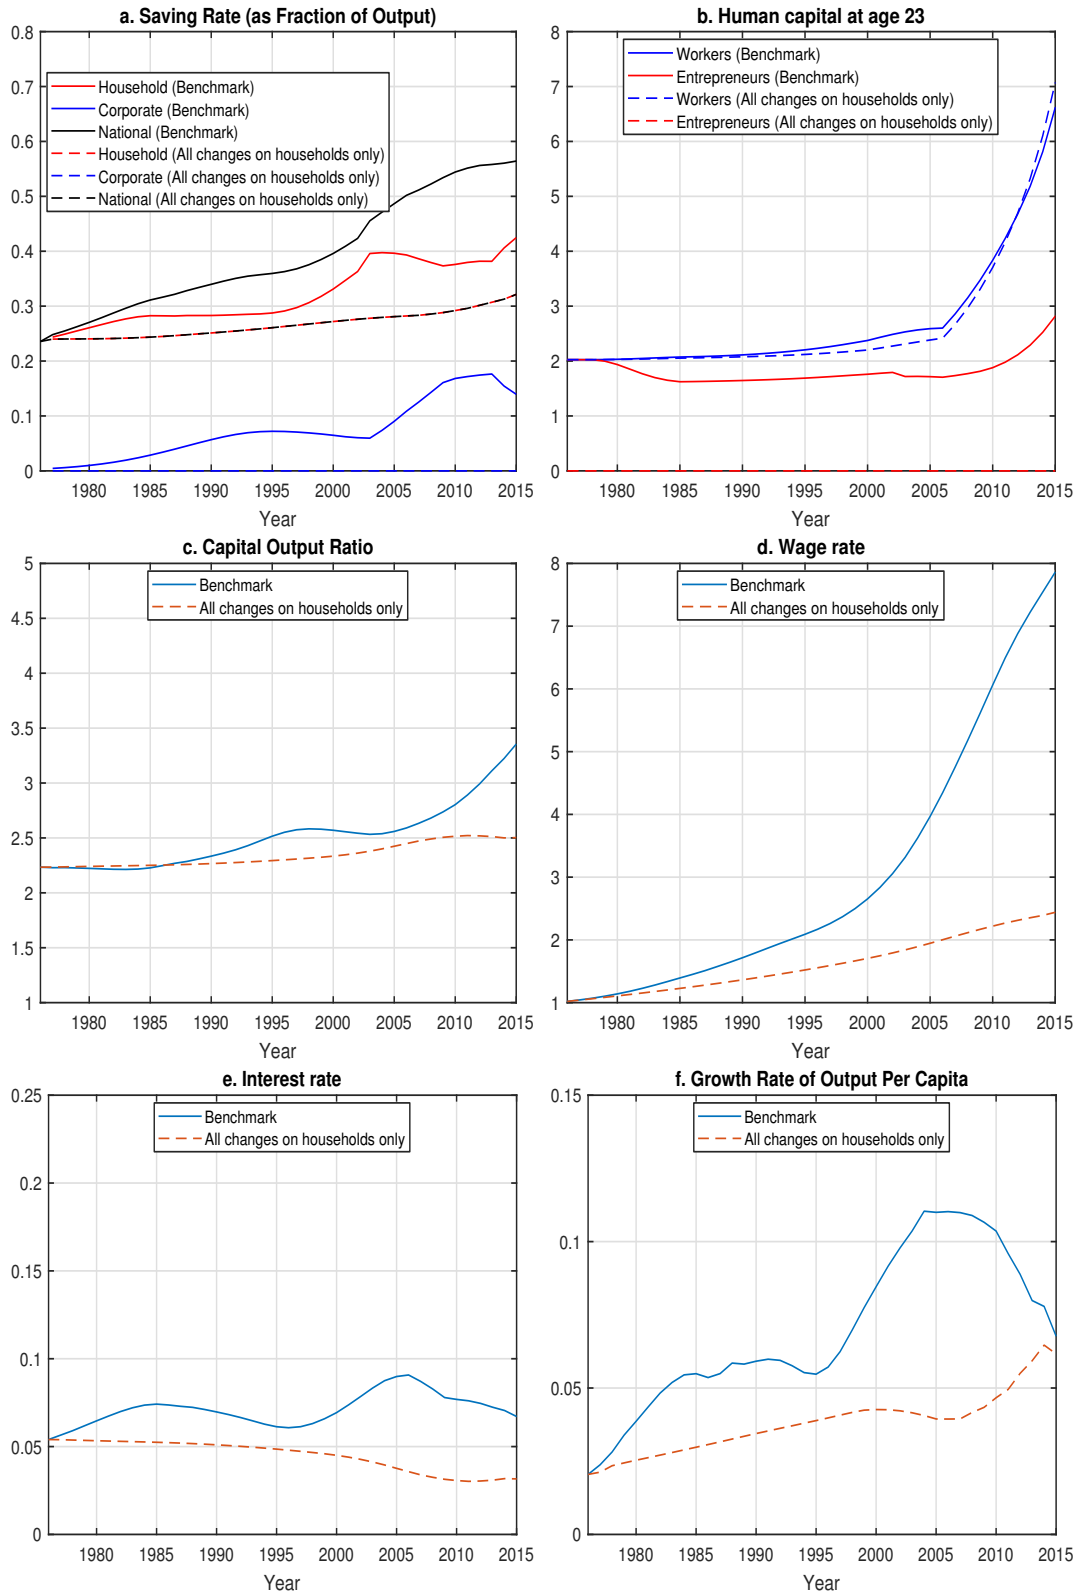 a. Saving Rate (as Fraction of Output)
0.8
0.7
0.6
0.5
0.4
0.3
0.2
0.1
0
Household (Benchmark)
Corporate (Benchmark)
National (Benchmark)
Household (All changes on households only)
Corporate (All changes on households only)
National (All changes on households only)
1980 1985 1990 1995 2000 2005 2010 2015
Year
b. Human capital at age 23
8
7
6
5
4
3
2
1
0
Workers (Benchmark)
Entrepreneurs (Benchmark)
Workers (All changes on households only)
Entrepreneurs (All changes on households only)
1980 1985 1990 1995 2000 2005 2010 2015
Year
c. Capital Output Ratio
5
4.5
4
3.5
3
2.5
2
1.5
1
Benchmark
All changes on households only
1980 1985 1990 1995 2000 2005 2010 2015
Year
d. Wage rate
8
7
6
5
4
3
2
1
Benchmark
All changes on households only
1980 1985 1990 1995 2000 2005 2010 2015
Year
e. Interest rate
0.25
0.2
0.15
0.1
0.05
0
Benchmark
All changes on households only
1980 1985 1990 1995 2000 2005 2010 2015
Year
f. Growth Rate of Output Per Capita
0.15
0.1
0.05
0
Benchmark
All changes on households only
1980 1985 1990 1995 2000 2005 2010 2015
Year